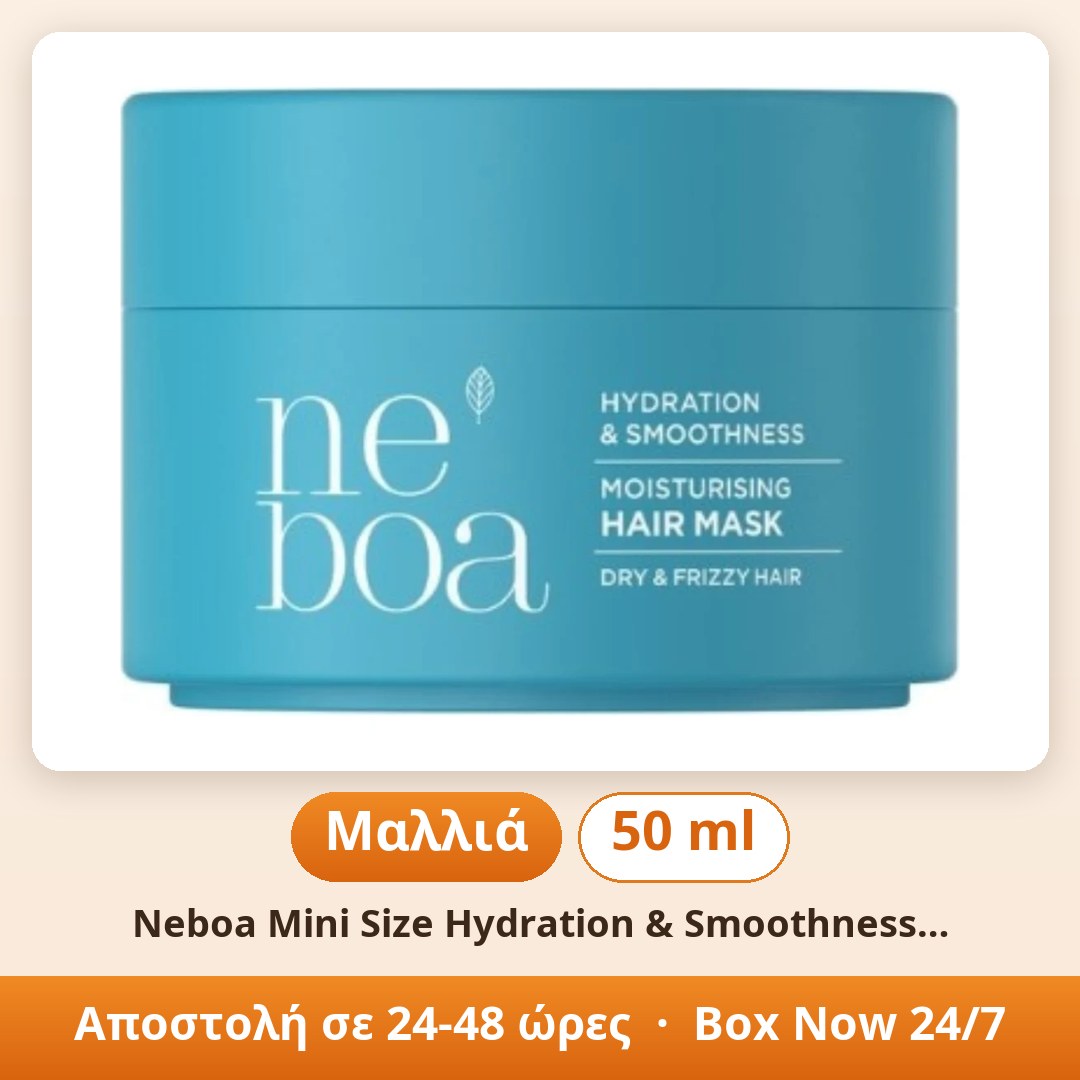 ne
boa
HYDRATION
& SMOOTHNESS
MOISTURISING
HAIR MASK
DRY & FRIZZY HAIR
Μαλλιά
50 ml
Neboa Mini Size Hydration & Smoothness...
Αποστολή σε 24-48 ώρες · Box Now 24/7